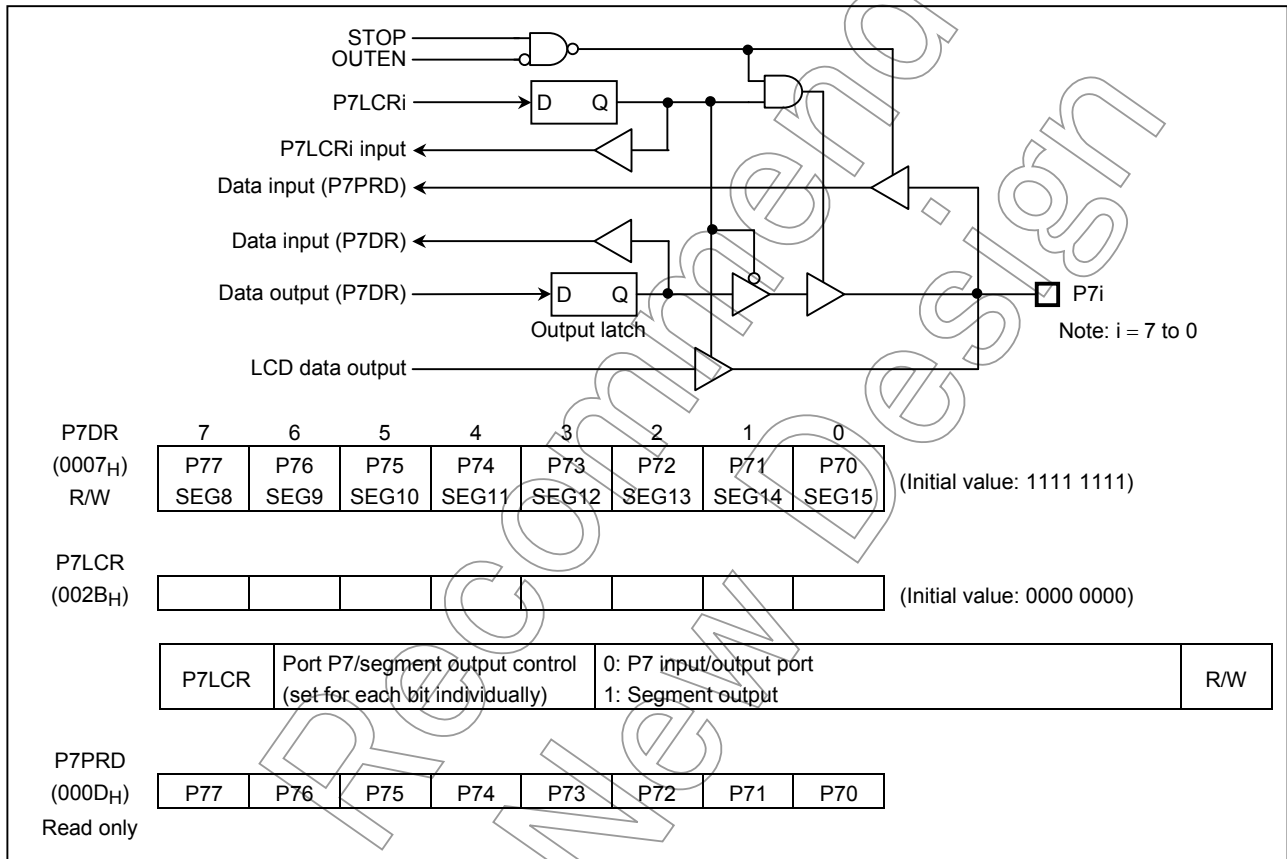 STOP
OUTEN
P7LCRi
D Q
P7LCRi input
Data input (P7PRD)
Data input (P7DR)
Data output (P7DR)
D Q
Output latch
P7i
Note: i = 7 to 0
LCD data output
P7DR
(0007H)
R/W
7 6 5 4 3 2 1 0
P77 P76 P75 P74 P73 P72 P71 P70
SEG8 SEG9 SEG10 SEG11 SEG12 SEG13 SEG14 SEG15
(Initial value: 1111 1111)
P7LCR
(002BH)
(Initial value: 0000 0000)
P7LCR
Port P7/segment output control
(set for each bit individually)
0: P7 input/output port
1: Segment output
R/W
P7PRD
(000DH)
Read only
P77 P76 P75 P74 P73 P72 P71 P70
Recommend
New Design